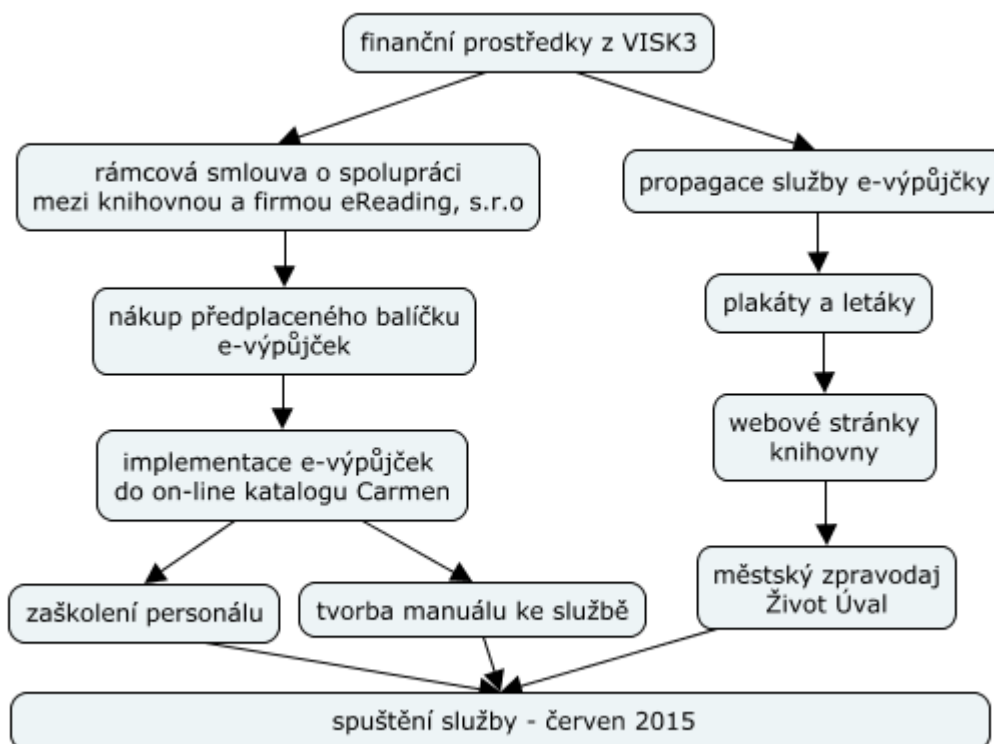 finanční prostředky z VISK3
rámcová smlouva o spolupráci
mezi knihovnou a firmou eReading, s.r.o
propagace služby e-výpůjčky
nákup předplaceného balíčku
e-výpůjček
plakáty a letáky
webové stránky
knihovny
implementace e-výpůjček
do on-line katalogu Carmen
zaškolení personálu
tvorba manuálu ke službě
městský zpravodaj
Život Úval
spuštění služby - červen 2015